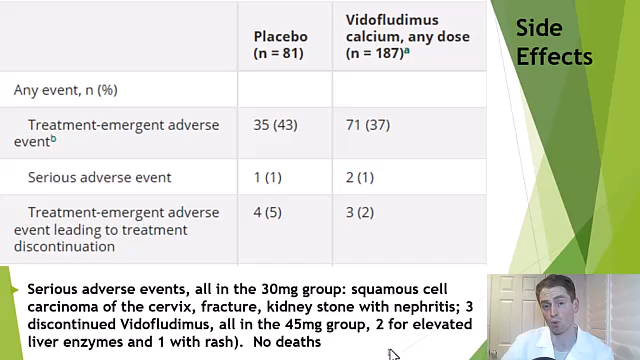 Side
Effects
Placebo
(n = 81)
Vidofludimus
calcium, any dose
(n = 187)a
Any event, n (%)
Treatment-emergent adverse
eventb
35 (43)
71 (37)
Serious adverse event
1 (1)
2 (1)
Treatment-emergent adverse
event leading to treatment
discontinuation
4 (5)
3 (2)
Serious adverse events, all in the 30mg group: squamous cell
carcinoma of the cervix, fracture, kidney stone with nephritis; 3
discontinued Vidofludimus, all in the 45mg group, 2 for elevated
liver enzymes and 1 with rash). No deaths